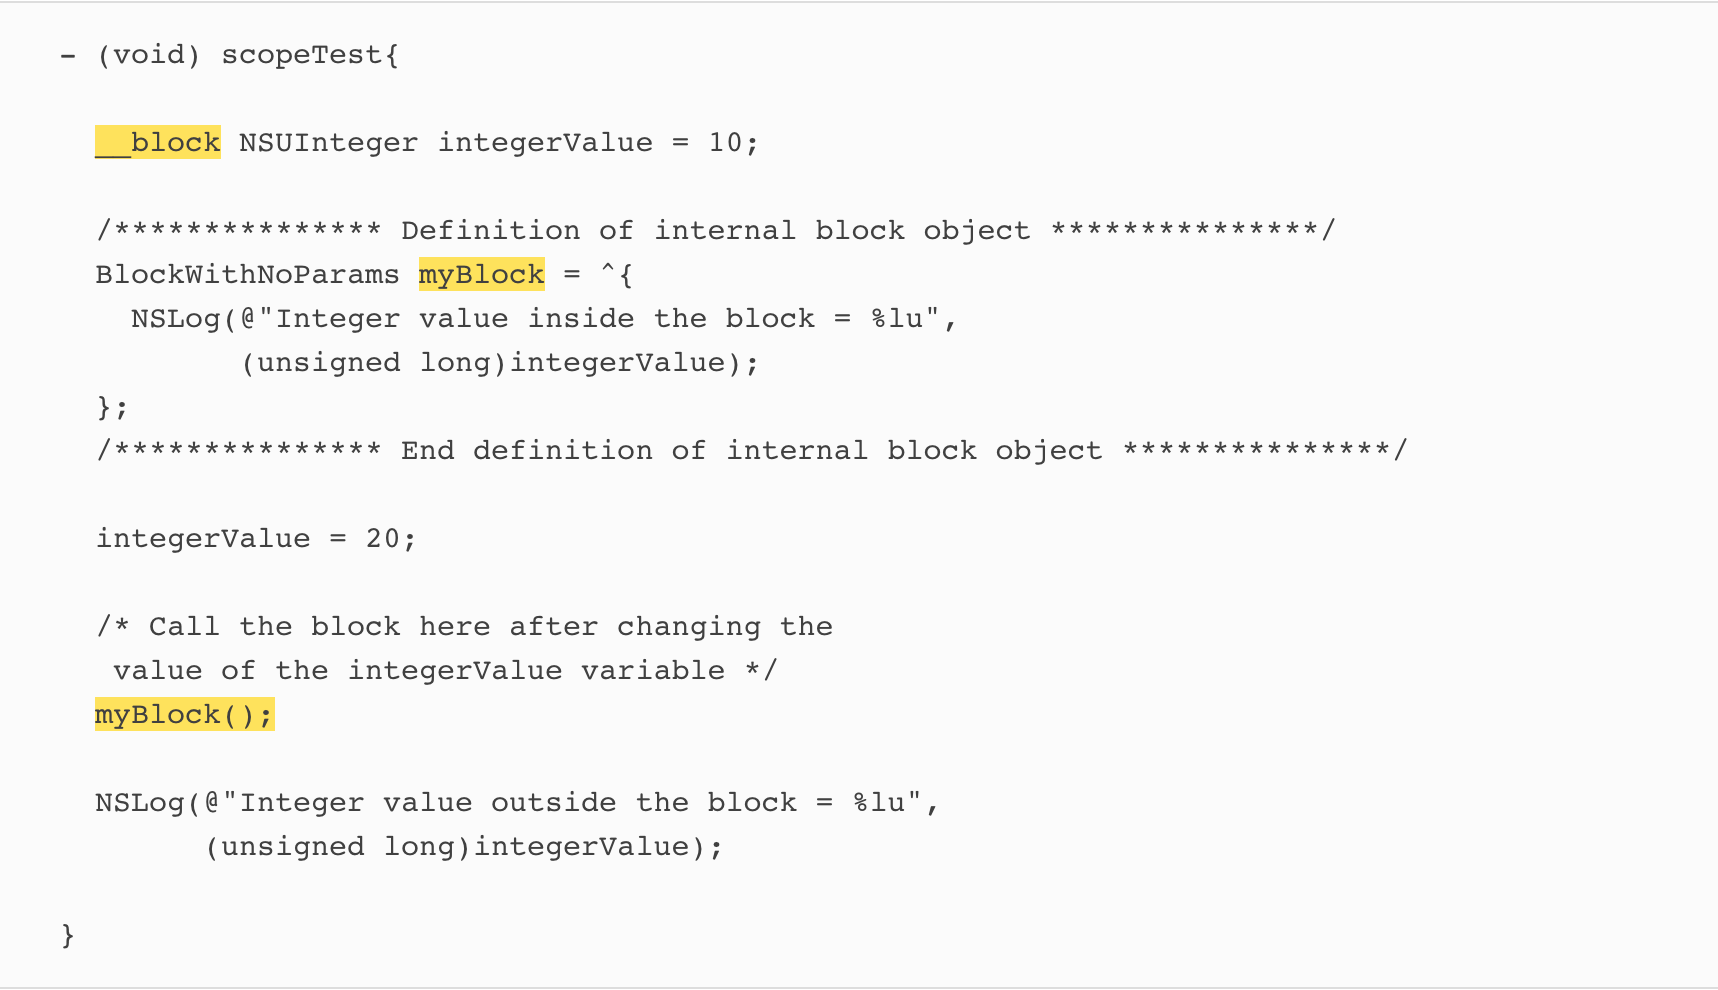 - (void) scopeTest{
__block NSUInteger integerValue = 10;
/*************** Definition of internal block object ***************/
BlockWithNoParams myBlock = ^{
NSLog(@"Integer value inside the block = %lu",
(unsigned long)integerValue);
};
/*************** End definition of internal block object ***************/
integerValue = 20;
/* Call the block here after changing the
value of the integerValue variable */
myBlock();
NSLog(@"Integer value outside the block = %lu",
(unsigned long)integerValue);
}